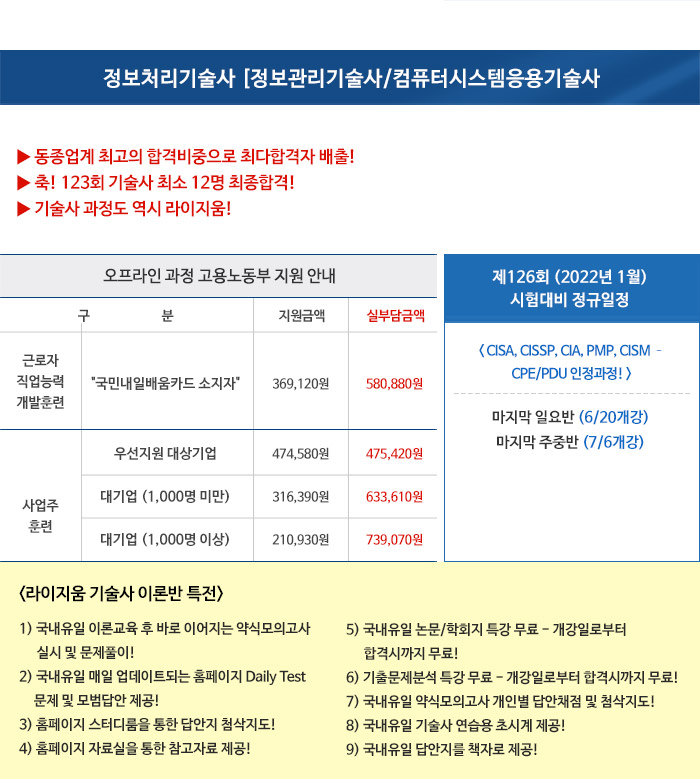 정보처리기술사 [정보관리기술사/컴퓨터시스템응용기술사
▶ 동종업계 최고의 합격비중으로 최다합격자 배출!
▶ 축! 123회 기술사 최소 12명 최종합격!
▶ 기술사 과정도 역시 라이지움!
오프라인 과정 고용노동부 지원 안내
구 분 지원금액 실부담금액
근로자
직업능력
개발훈련
"국민내일배움카드 소지자" 369,120원 580,880원
사업주
훈련
우선지원 대상기업 474,580원 475,420원
대기업 (1,000명 미만) 316,390원 633,610원
대기업 (1,000명 이상) 210,930원 739,070원
제126회 (2022년 1월)
시험대비 정규일정
< CISA, CISSP, CIA, PMP, CISM -
CPE/PDU 인정과정! >
마지막 일요반 (6/20개강)
마지막 주중반 (7/6개강)
<라이지움 기술사 이론반 특전>
1) 국내유일 이론교육 후 바로 이어지는 약식모의고사
실시 및 문제풀이!
2) 국내유일 매일 업데이트되는 홈페이지 Daily Test
문제 및 모범답안 제공!
3) 홈페이지 스터디룸을 통한 답안지 첨삭지도!
4) 홈페이지 자료실을 통한 참고자료 제공!
5) 국내유일 논문/학회지 특강 무료 - 개강일로부터
합격시까지 무료!
6) 기출문제분석 특강 무료 - 개강일로부터 합격시까지 무료!
7) 국내유일 약식모의고사 개인별 답안채점 및 첨삭지도!
8) 국내유일 기술사 연습용 초시계 제공!
9) 국내유일 답안지를 책자로 제공!